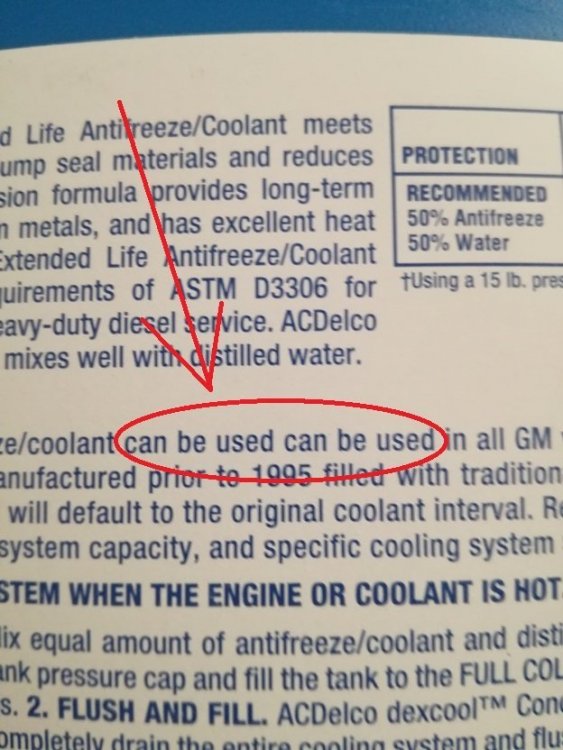 d Life Antifreeze/Coolant meets
ump seal materials and reduces
sion formula provides long-term
n metals, and has excellent heat
Extended Life Antifreeze/Coolant
quirements of ASTM D3306 for
eavy-duty diesel service. ACDelco
mixes well with distilled water.
PROTECTION
RECOMMENDED
50% Antifreeze
50% Water
†Using a 15 lb. pres
ze/coolant can be used can be used in all GM
anufactured prior to 1995 filled with tradition
will default to the original coolant interval. Re
system capacity, and specific cooling system
STEM WHEN THE ENGINE OR COOLANT IS HOT.
ix equal amount of antifreeze/coolant and disti
ank pressure cap and fill the tank to the FULL COL
s. 2. FLUSH AND FILL. ACDelco dexcool™ Conc
ompletely drain the entire cooling system and flus